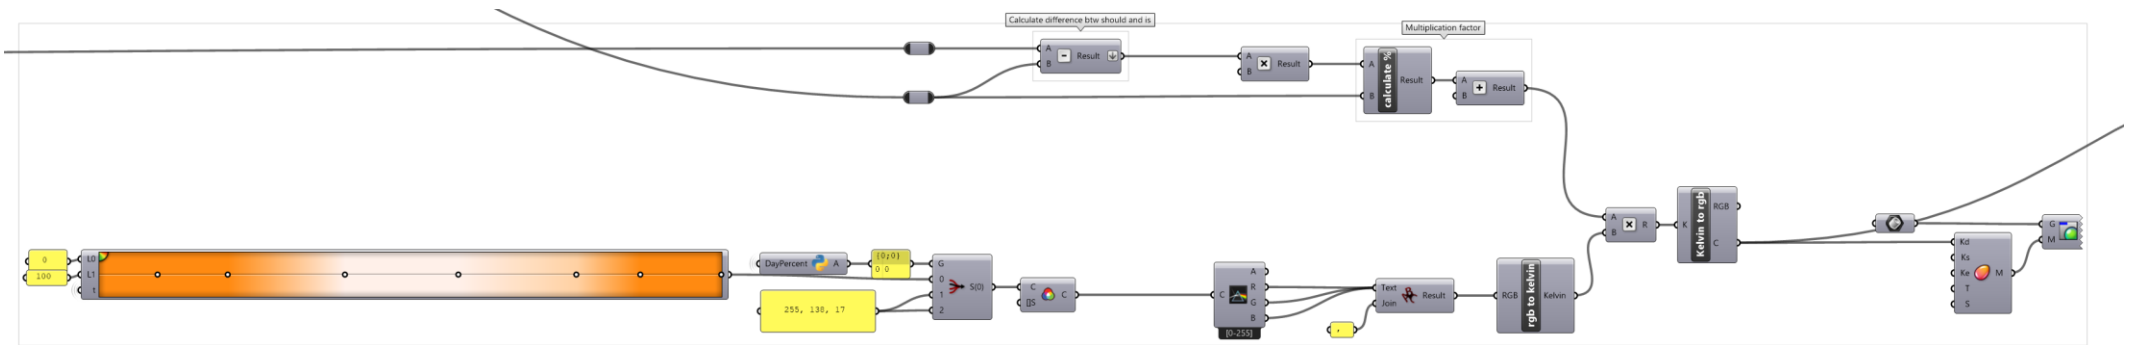 Calculate difference btw should and is
Multiplication factor
A
B
Result
A
B
Result
A
B
calculate %
Result
A
B
Result
A
B
R
K
Kelvin to rgb
RGB
C
G
M
Kd
Ks
Ke
T
S
M
0
100
L0
L1
t
DayPercent
A
{0;0}
0 0
255, 138, 17
G
0
1
2
S(0)
C
[]S
C
C
A
R
G
B
[0-255]
,
Text
Join
Result
RGB
rgb to kelvin
Kelvin